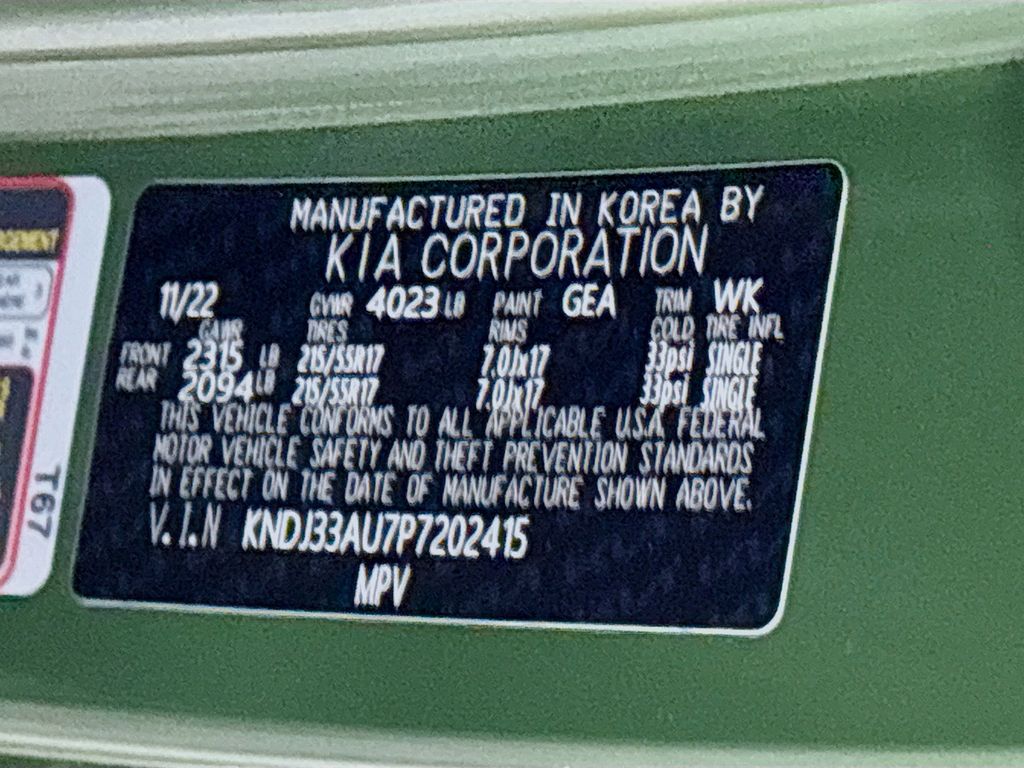 MANUFACTURED IN KOREA BY
KIA CORPORATION
11/22 GVWR 4023 LB PAINT GEA TRIM WK
GAWR TIRES RIMS COLD TIRE INFL
FRONT 2315 LB 215/55R17 7.0Jx17 33psi SINGLE
REAR 2094 LB 215/55R17 7.0Jx17 33psi SINGLE
THIS VEHICLE CONFORMS TO ALL APPLICABLE U.S.A FEDERAL
MOTOR VEHICLE SAFETY AND THEFT PREVENTION STANDARDS
IN EFFECT ON THE DATE OF MANUFACTURE SHOWN ABOVE.
V.I.N KNDJ33AU7P7202415
MPV
T67